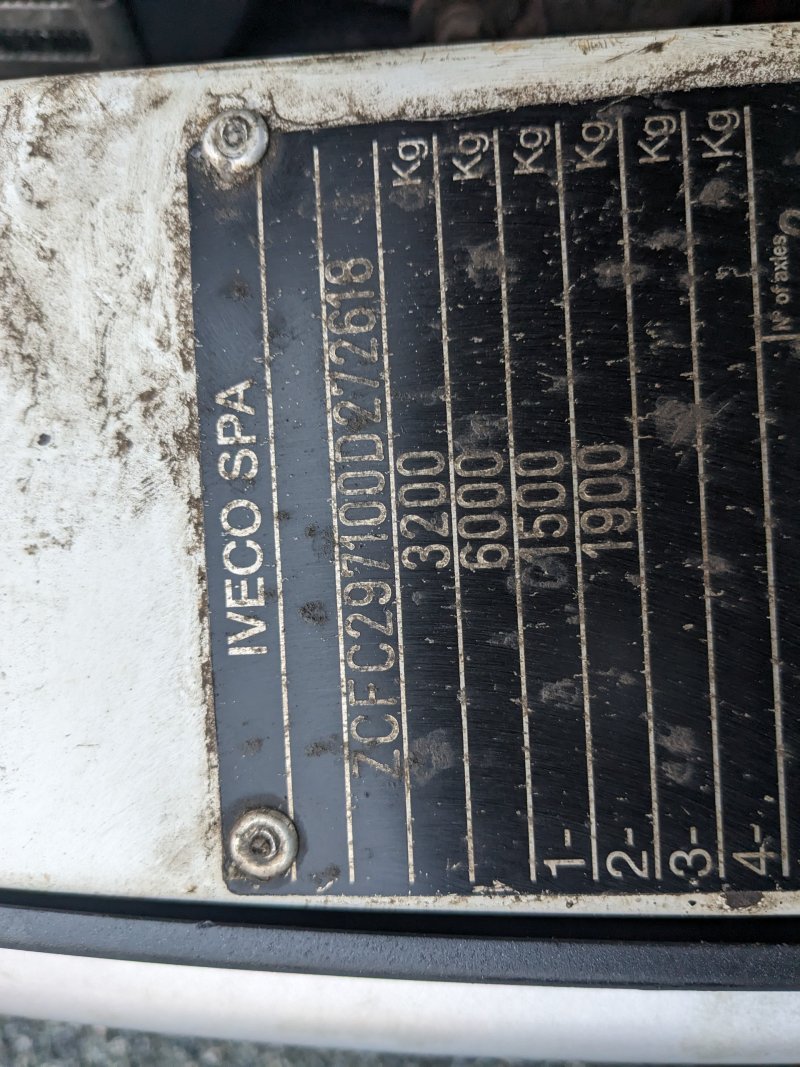 IVECO SPA
ZCFC297100D272618
3200 Kg
6000 Kg
1- 1500 Kg
2- 1900 Kg
3- Kg
4- Kg
N° of axles 2